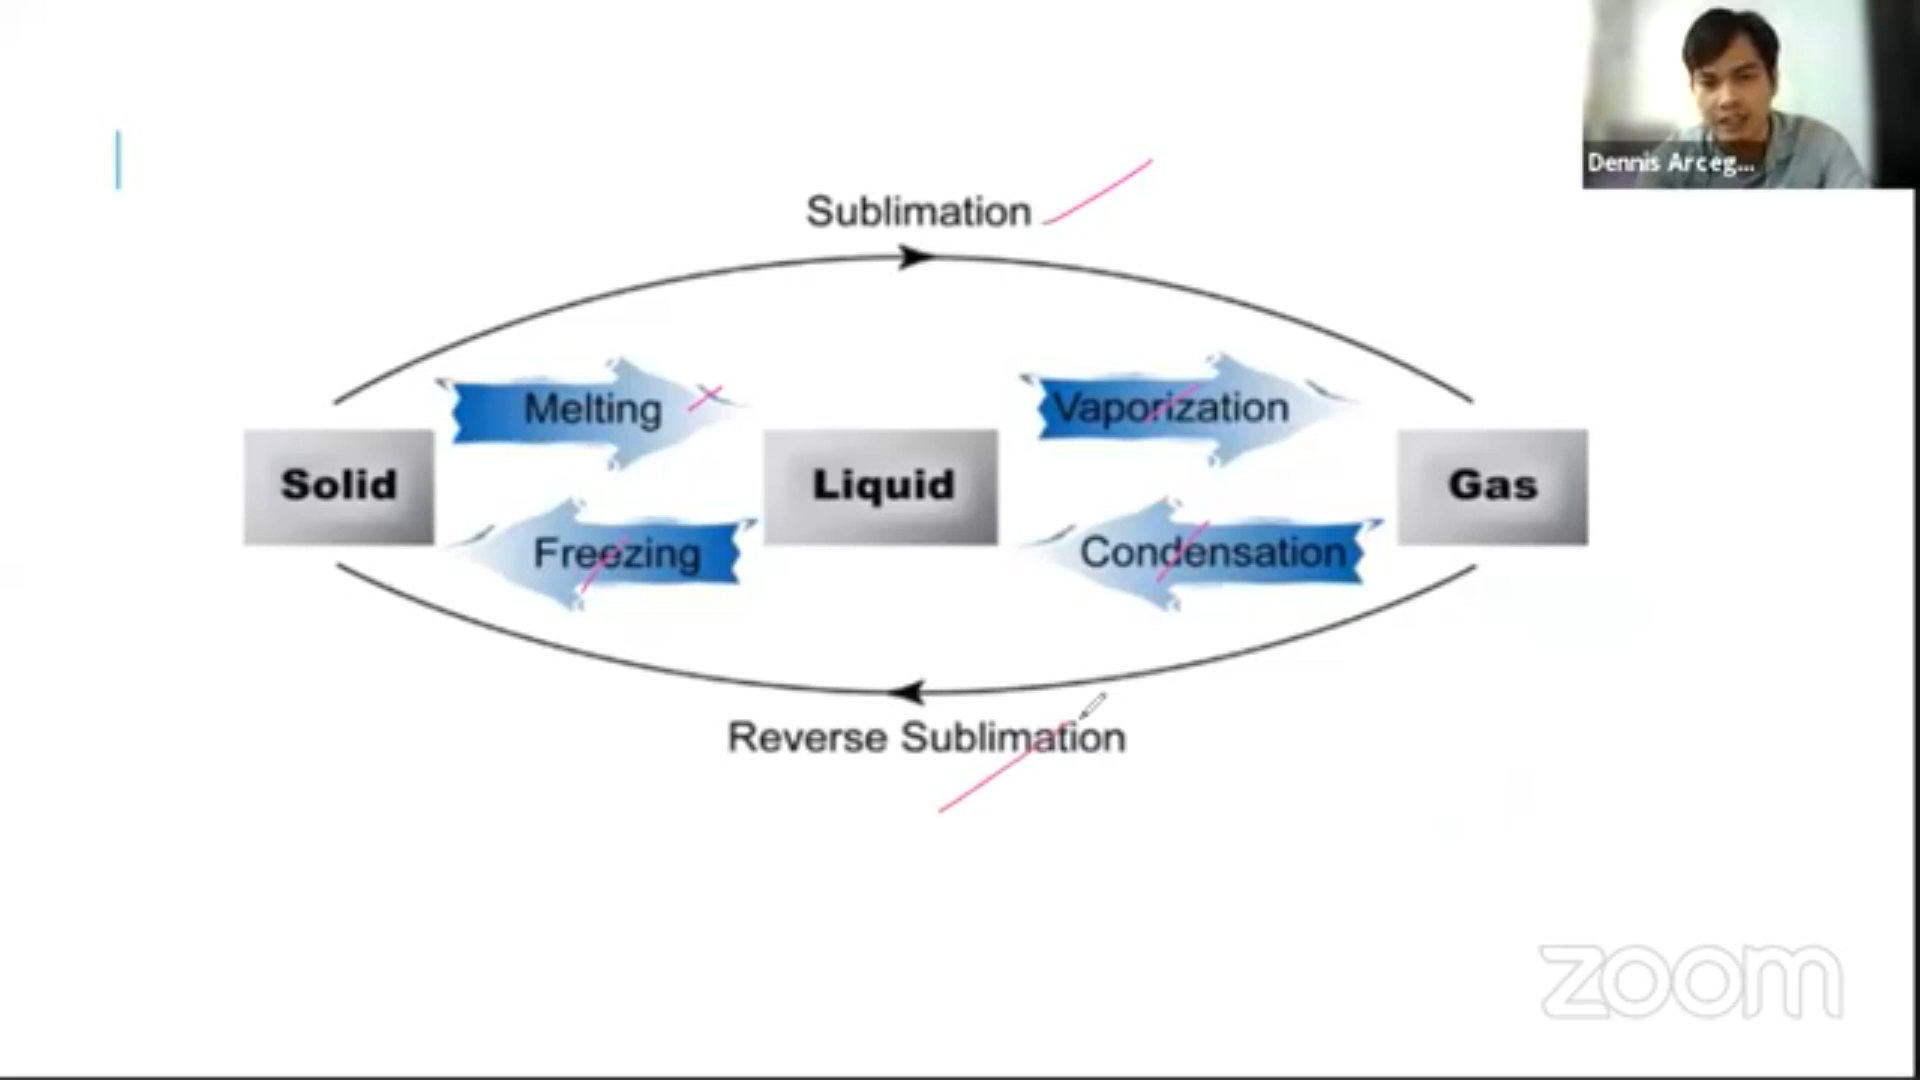 Dennis Arceg...
Sublimation
Melting
Vaporization
Solid
Liquid
Gas
Freezing
Condensation
Reverse Sublimation
zoom